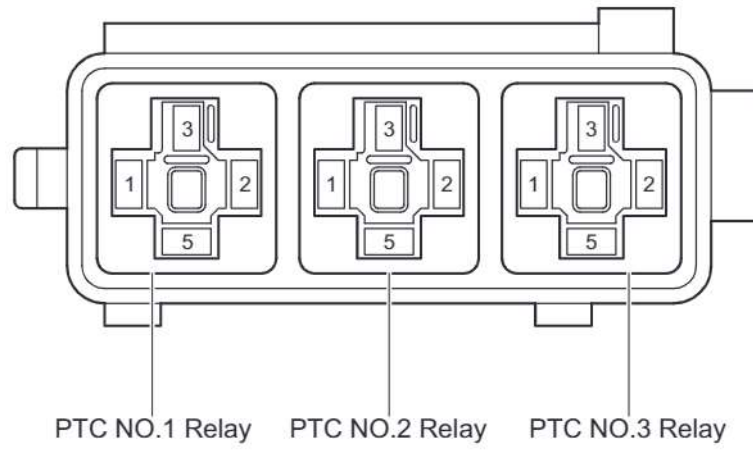 3 3 3
1 2 1 2 1 2
5 5 5
PTC NO.1 Relay PTC NO.2 Relay PTC NO.3 Relay